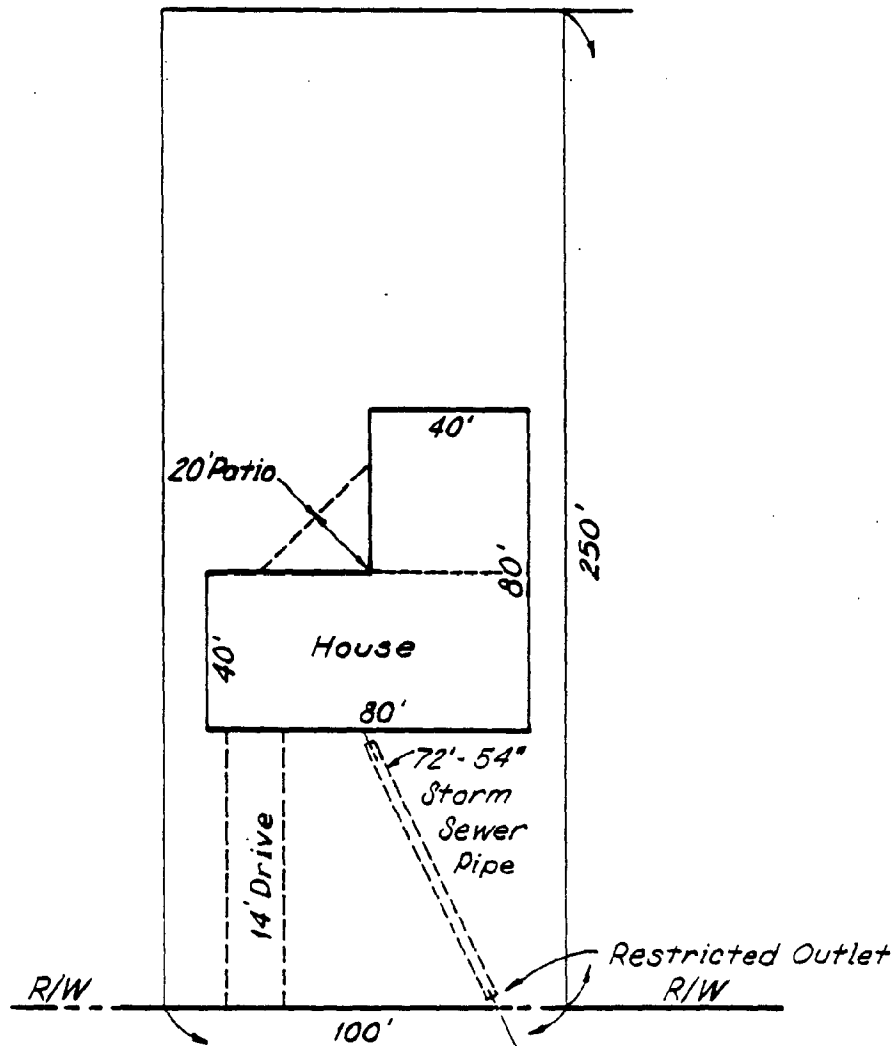 40'
20'Patio
250'
80'
40'
House
80'
72'-54"
Storm
Sewer
Pipe
14' Drive
Restricted Outlet
R/W
R/W
100'